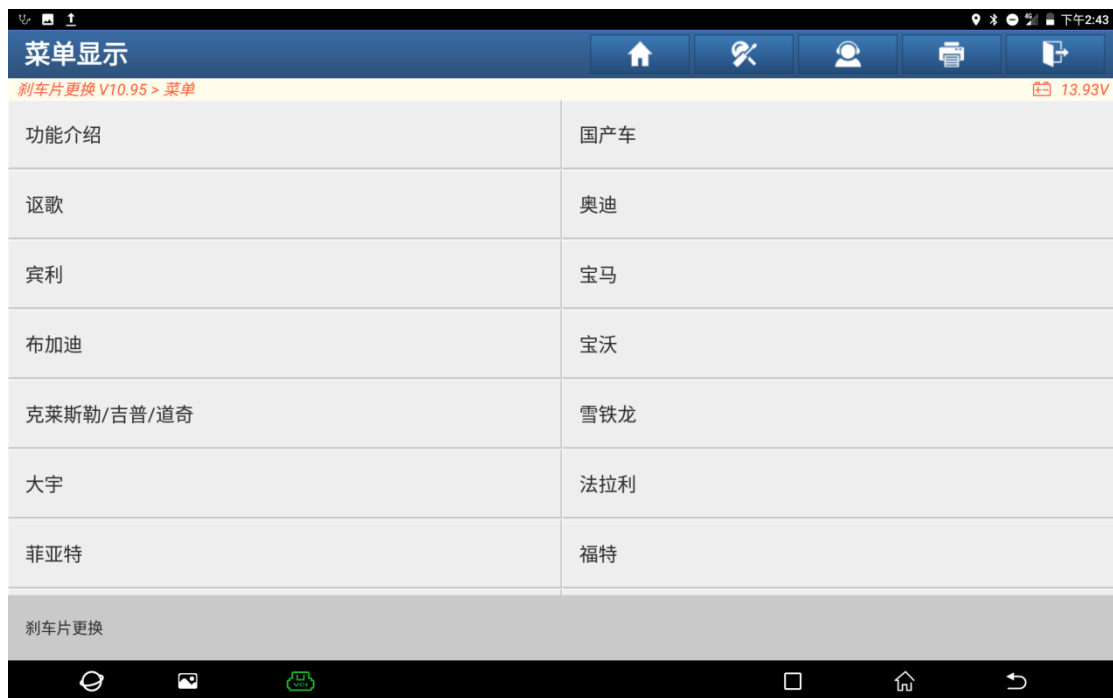 下午2:43
菜单显示
刹车片更换 V10.95 > 菜单
13.93V
功能介绍
国产车
讴歌
奥迪
宾利
宝马
布加迪
宝沃
克莱斯勒/吉普/道奇
雪铁龙
大宇
法拉利
菲亚特
福特
刹车片更换
VCI